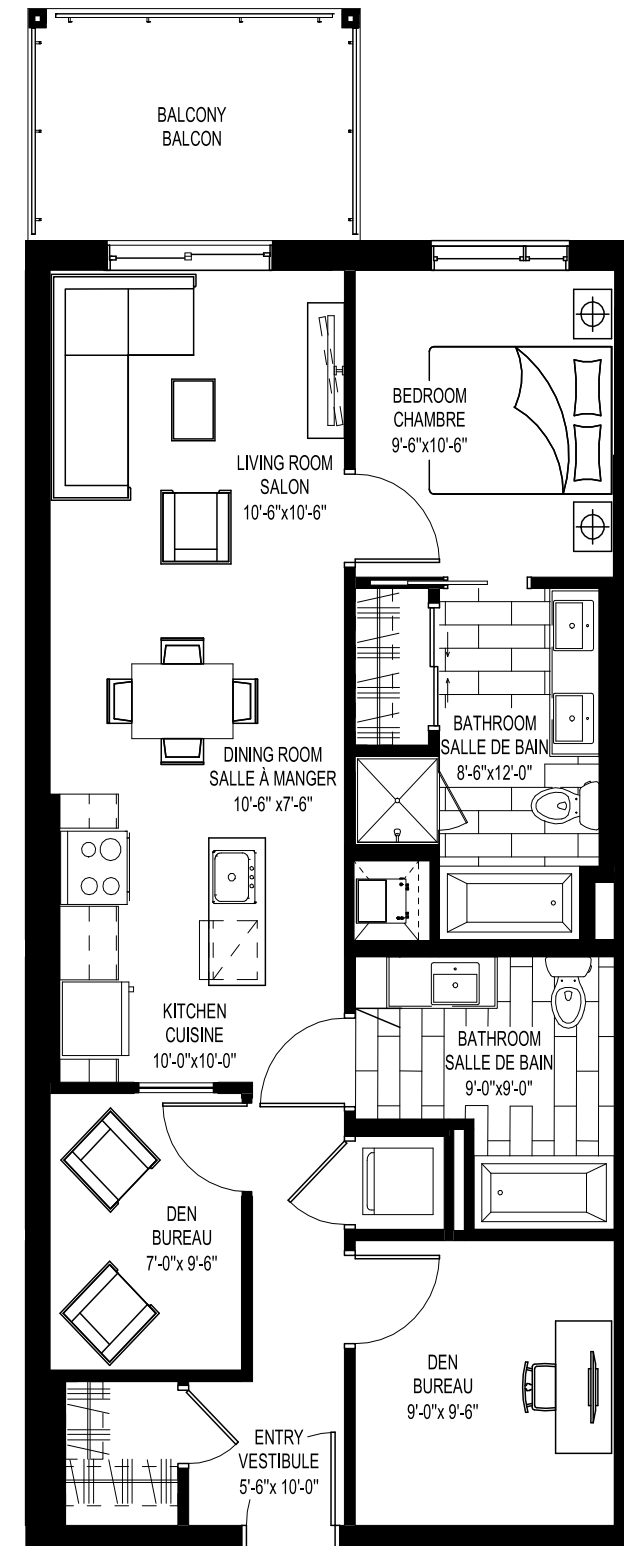 BALCONY
BALCON
BEDROOM
CHAMBRE
9'-6"x10'-6"
LIVING ROOM
SALON
10'-6"x10'-6"
BATHROOM
SALLE DE BAIN
8'-6"x12'-0"
DINING ROOM
SALLE À MANGER
10'-6" x7'-6"
KITCHEN
CUISINE
10'-0"x10'-0"
BATHROOM
SALLE DE BAIN
9'-0"x9'-0"
DEN
BUREAU
7'-0"x 9'-6"
DEN
BUREAU
9'-0"x 9'-6"
ENTRY
VESTIBULE
5'-6"x 10'-0"